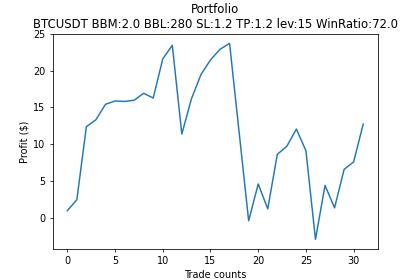 Portfolio
BTCUSDT BBM:2.0 BBL:280 SL:1.2 TP:1.2 lev:15 WinRatio:72.0
25
20
15
10
5
0
Profit ($)
0 5 10 15 20 25 30
Trade counts